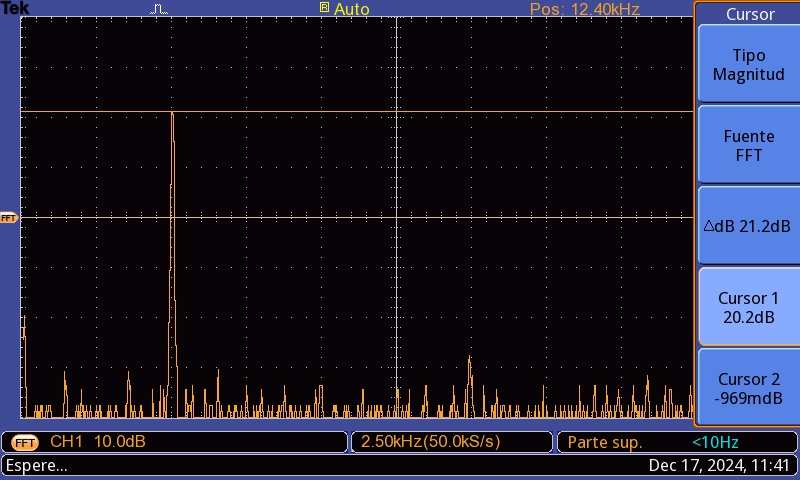 Tek
R Auto
Pos: 12.40kHz
Cursor
Tipo
Magnitud
Fuente
FFT
△dB 21.2dB
Cursor 1
20.2dB
Cursor 2
-969mdB
FFT
FFT CH1 10.0dB
2.50kHz(50.0kS/s)
Parte sup. <10Hz
Espere...
Dec 17, 2024, 11:41